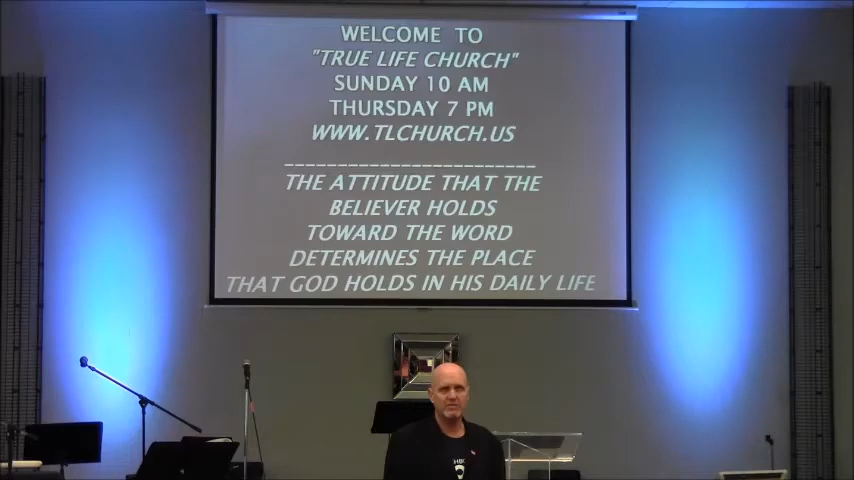 WELCOME TO
"TRUE LIFE CHURCH"
SUNDAY 10 AM
THURSDAY 7 PM
WWW.TLCHURCH.US
THE ATTITUDE THAT THE
BELIEVER HOLDS
TOWARD THE WORD
DETERMINES THE PLACE
THAT GOD HOLDS IN HIS DAILY LIFE